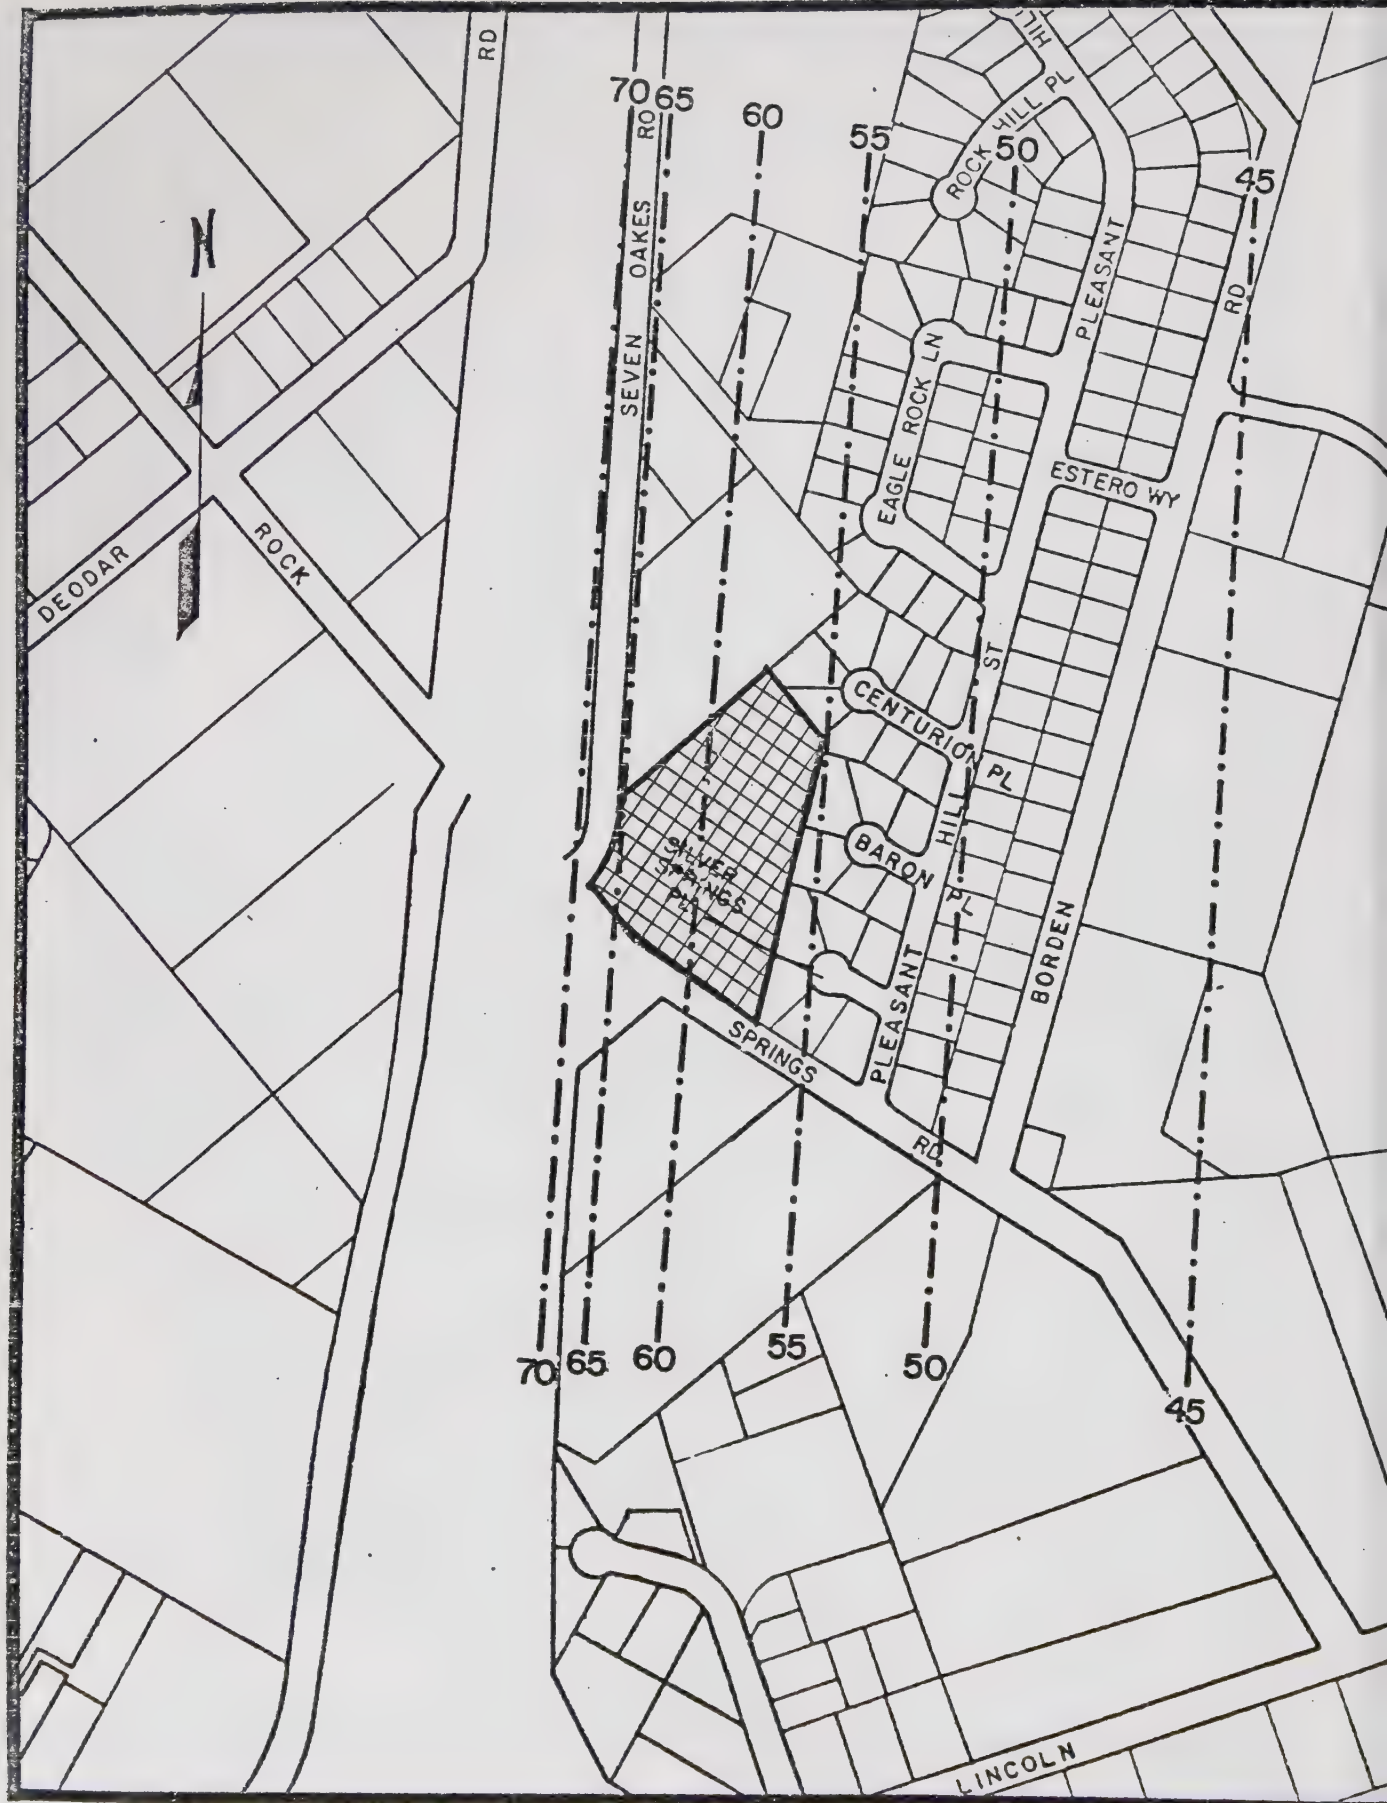 RD
HILL
70
65
60
55
50
45
ROCK HILL PL
N
SEVEN OAKES RO
PLEASANT
RD
EAGLE ROCK LN
ESTERO WY
DEODAR
ROCK
ST
CENTURION PL
HILL
BARON PL
SILVER
SPRINGS
PL
BORDEN
PLEASANT
SPRINGS
RD
70
65
60
55
50
45
LINCOLN